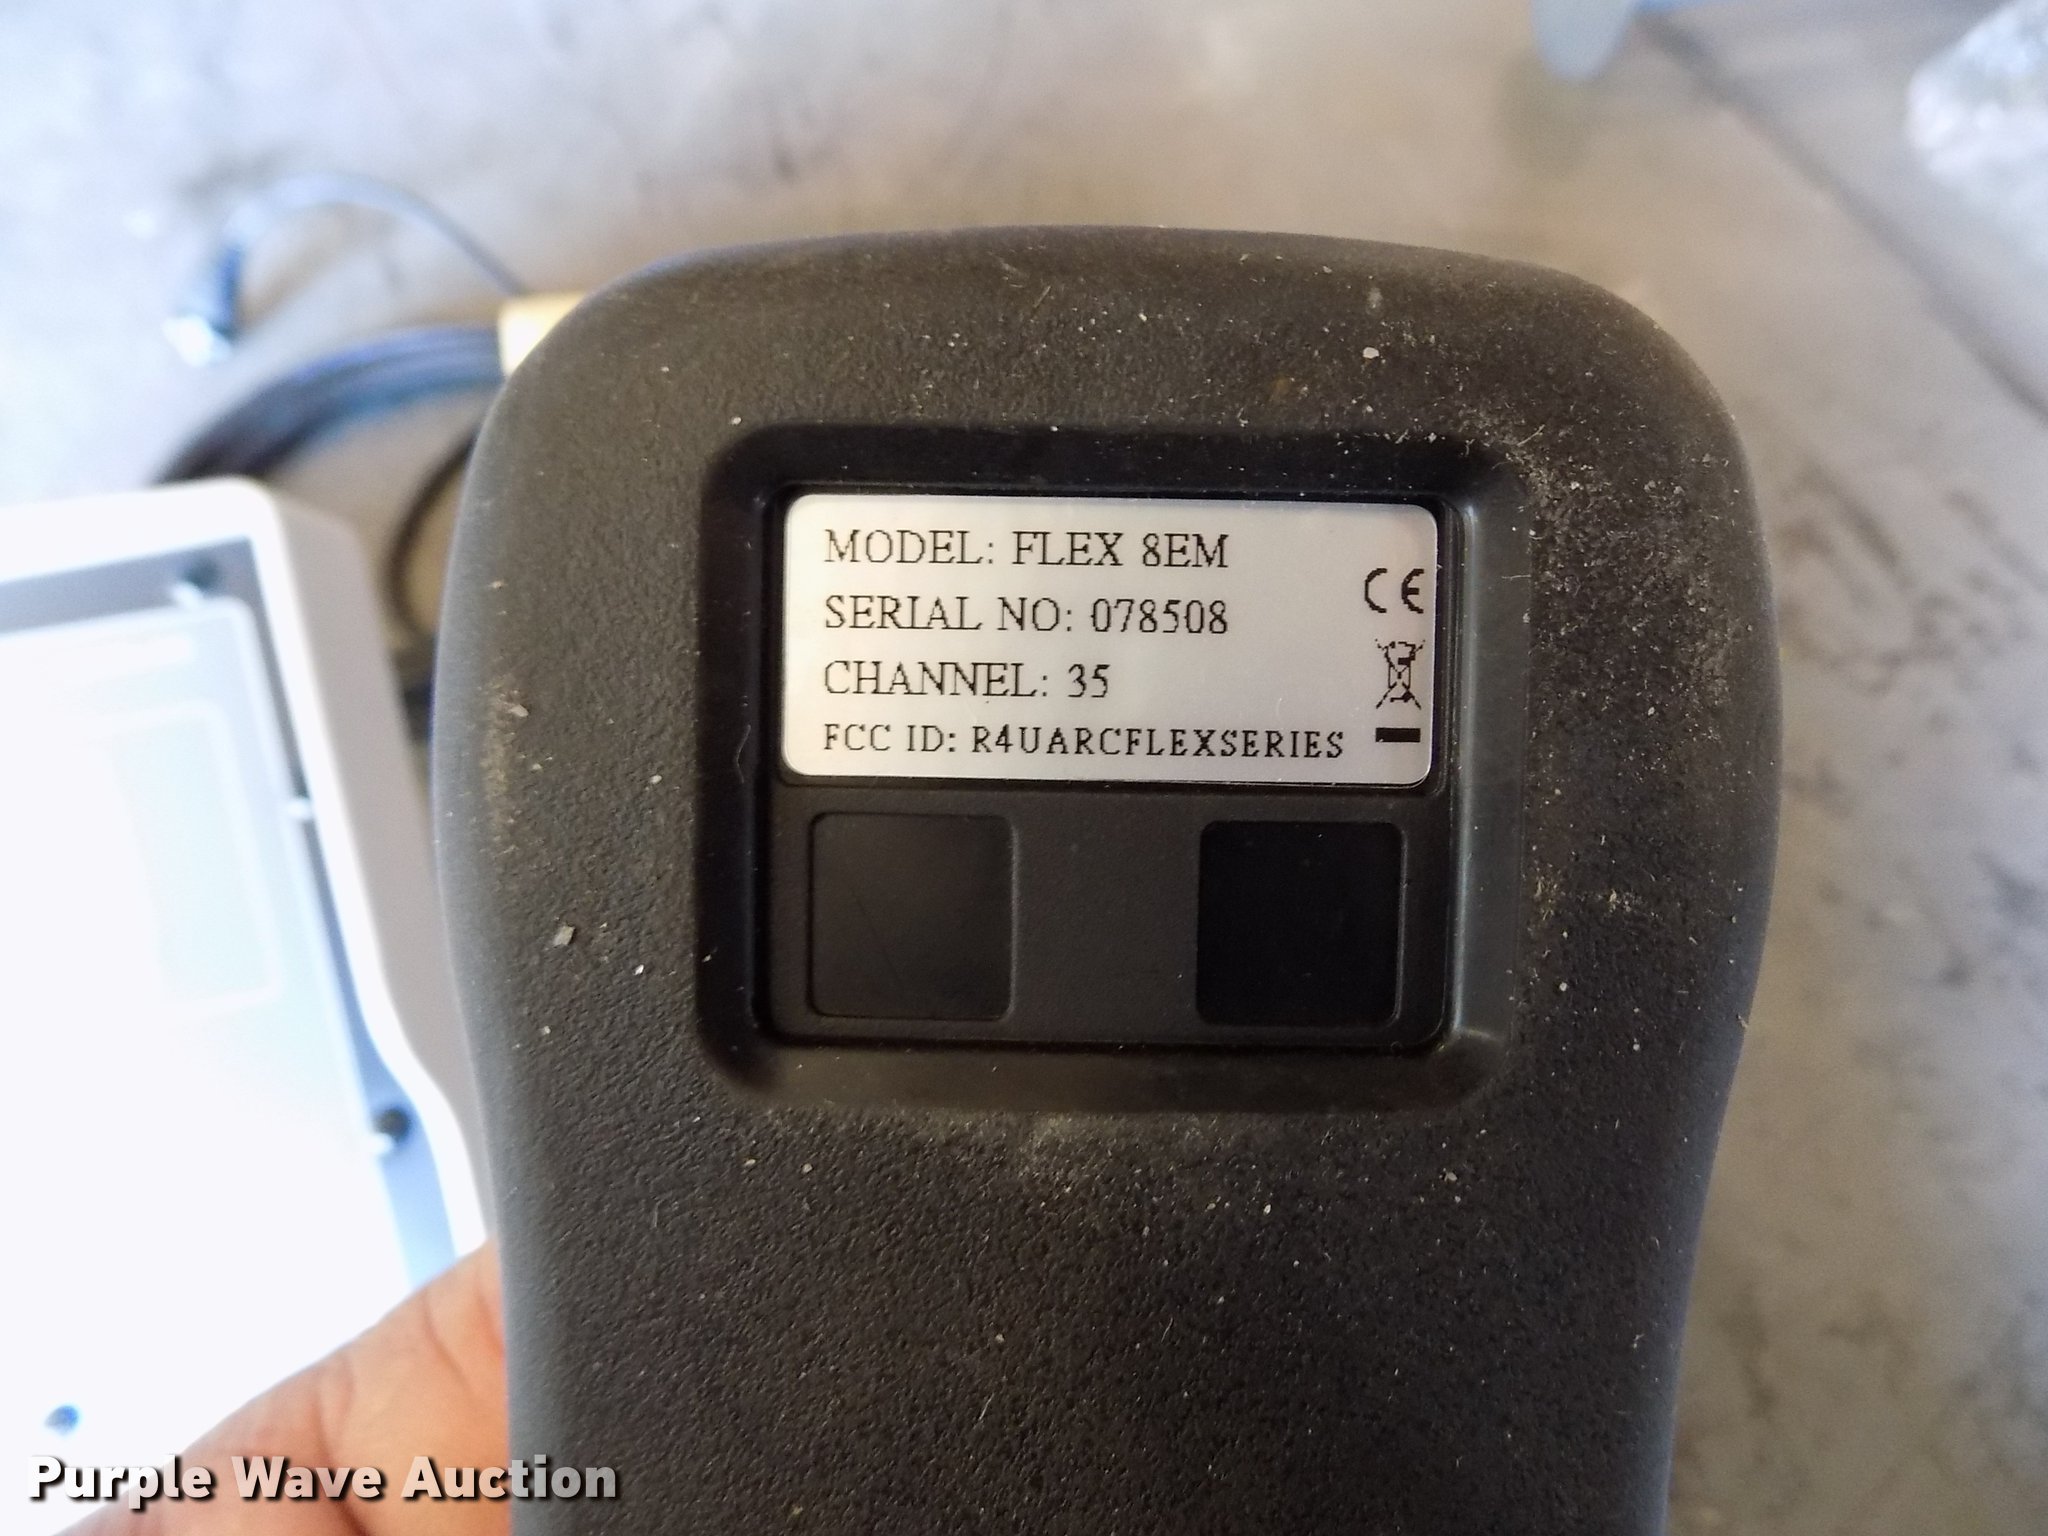 MODEL: FLEX 8EM
SERIAL NO: 078508
CHANNEL: 35
FCC ID: R4UARCFLEXSERIES
CE
Purple Wave Auction